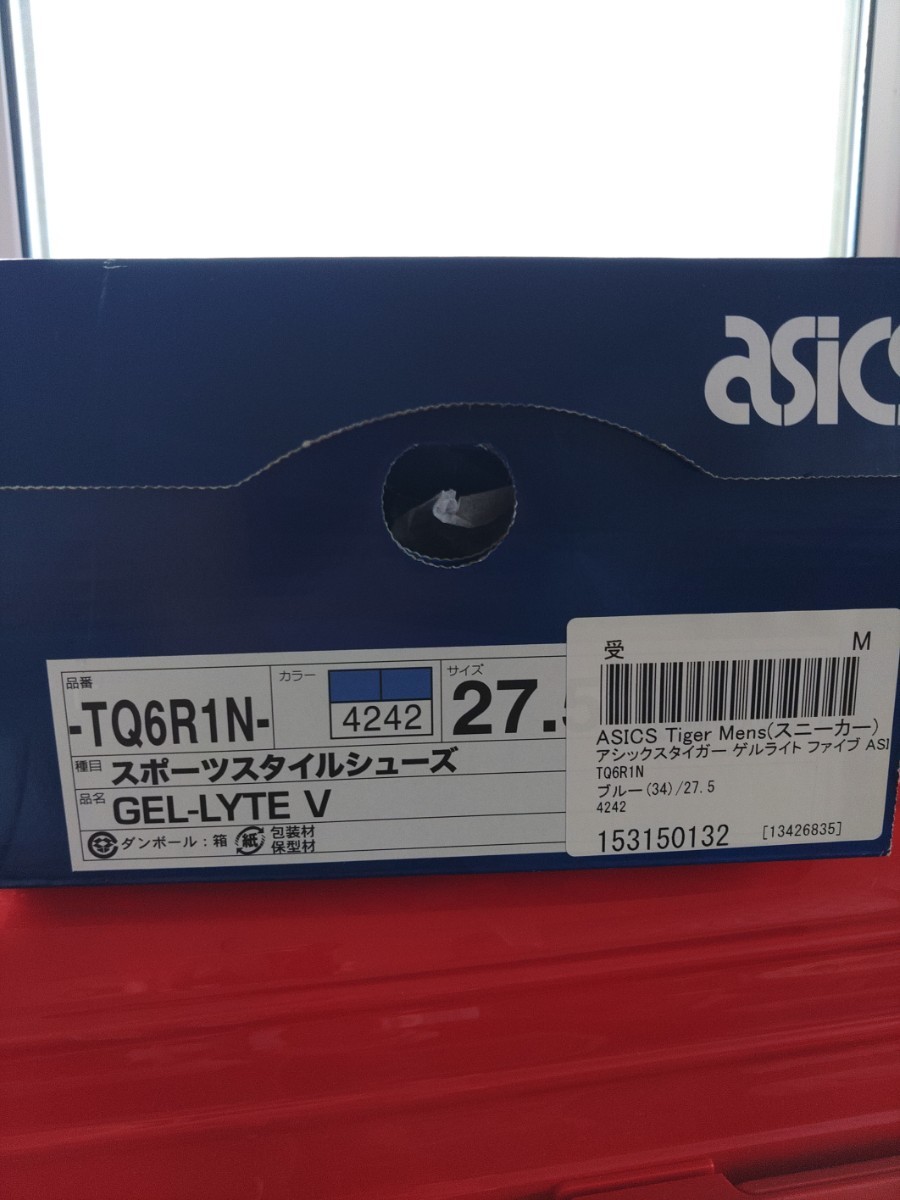 asics
品番
-TQ6R1N-
カラー
4242
サイズ
27.5
種目 スポーツスタイルシューズ
品名 GEL-LYTE V
ダンボール:箱 紙 包装材
保型材
受 M
ASICS Tiger Mens(スニーカー)
アシックスタイガー ゲルライト ファイブ ASI
TQ6R1N
ブルー(34)/27.5
4242
153150132 [13426835]